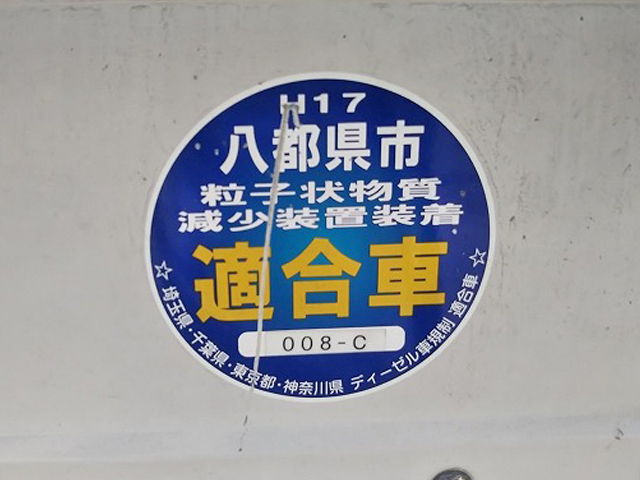 H17
八都県市
粒子状物質
減少装置装着
適合車
008-C
☆埼玉県・千葉県・東京都・神奈川県 ディーゼル車規制 適合車☆